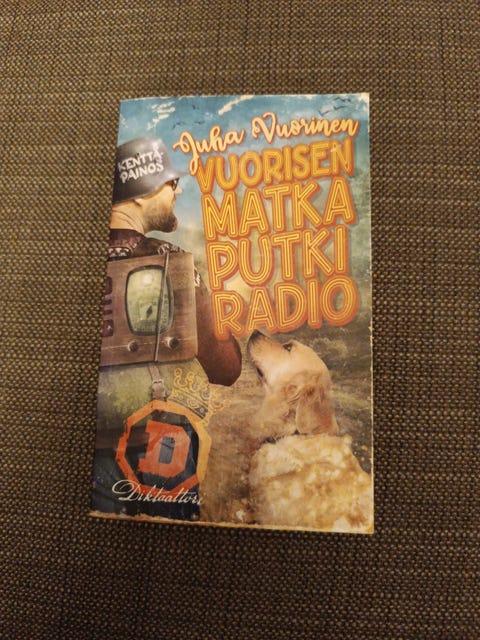 Juha Vuorinen
KENTTÄ-
PAINOS
VUORISEN
MATKA
PUTKI
RADIO
D
Diktaattori